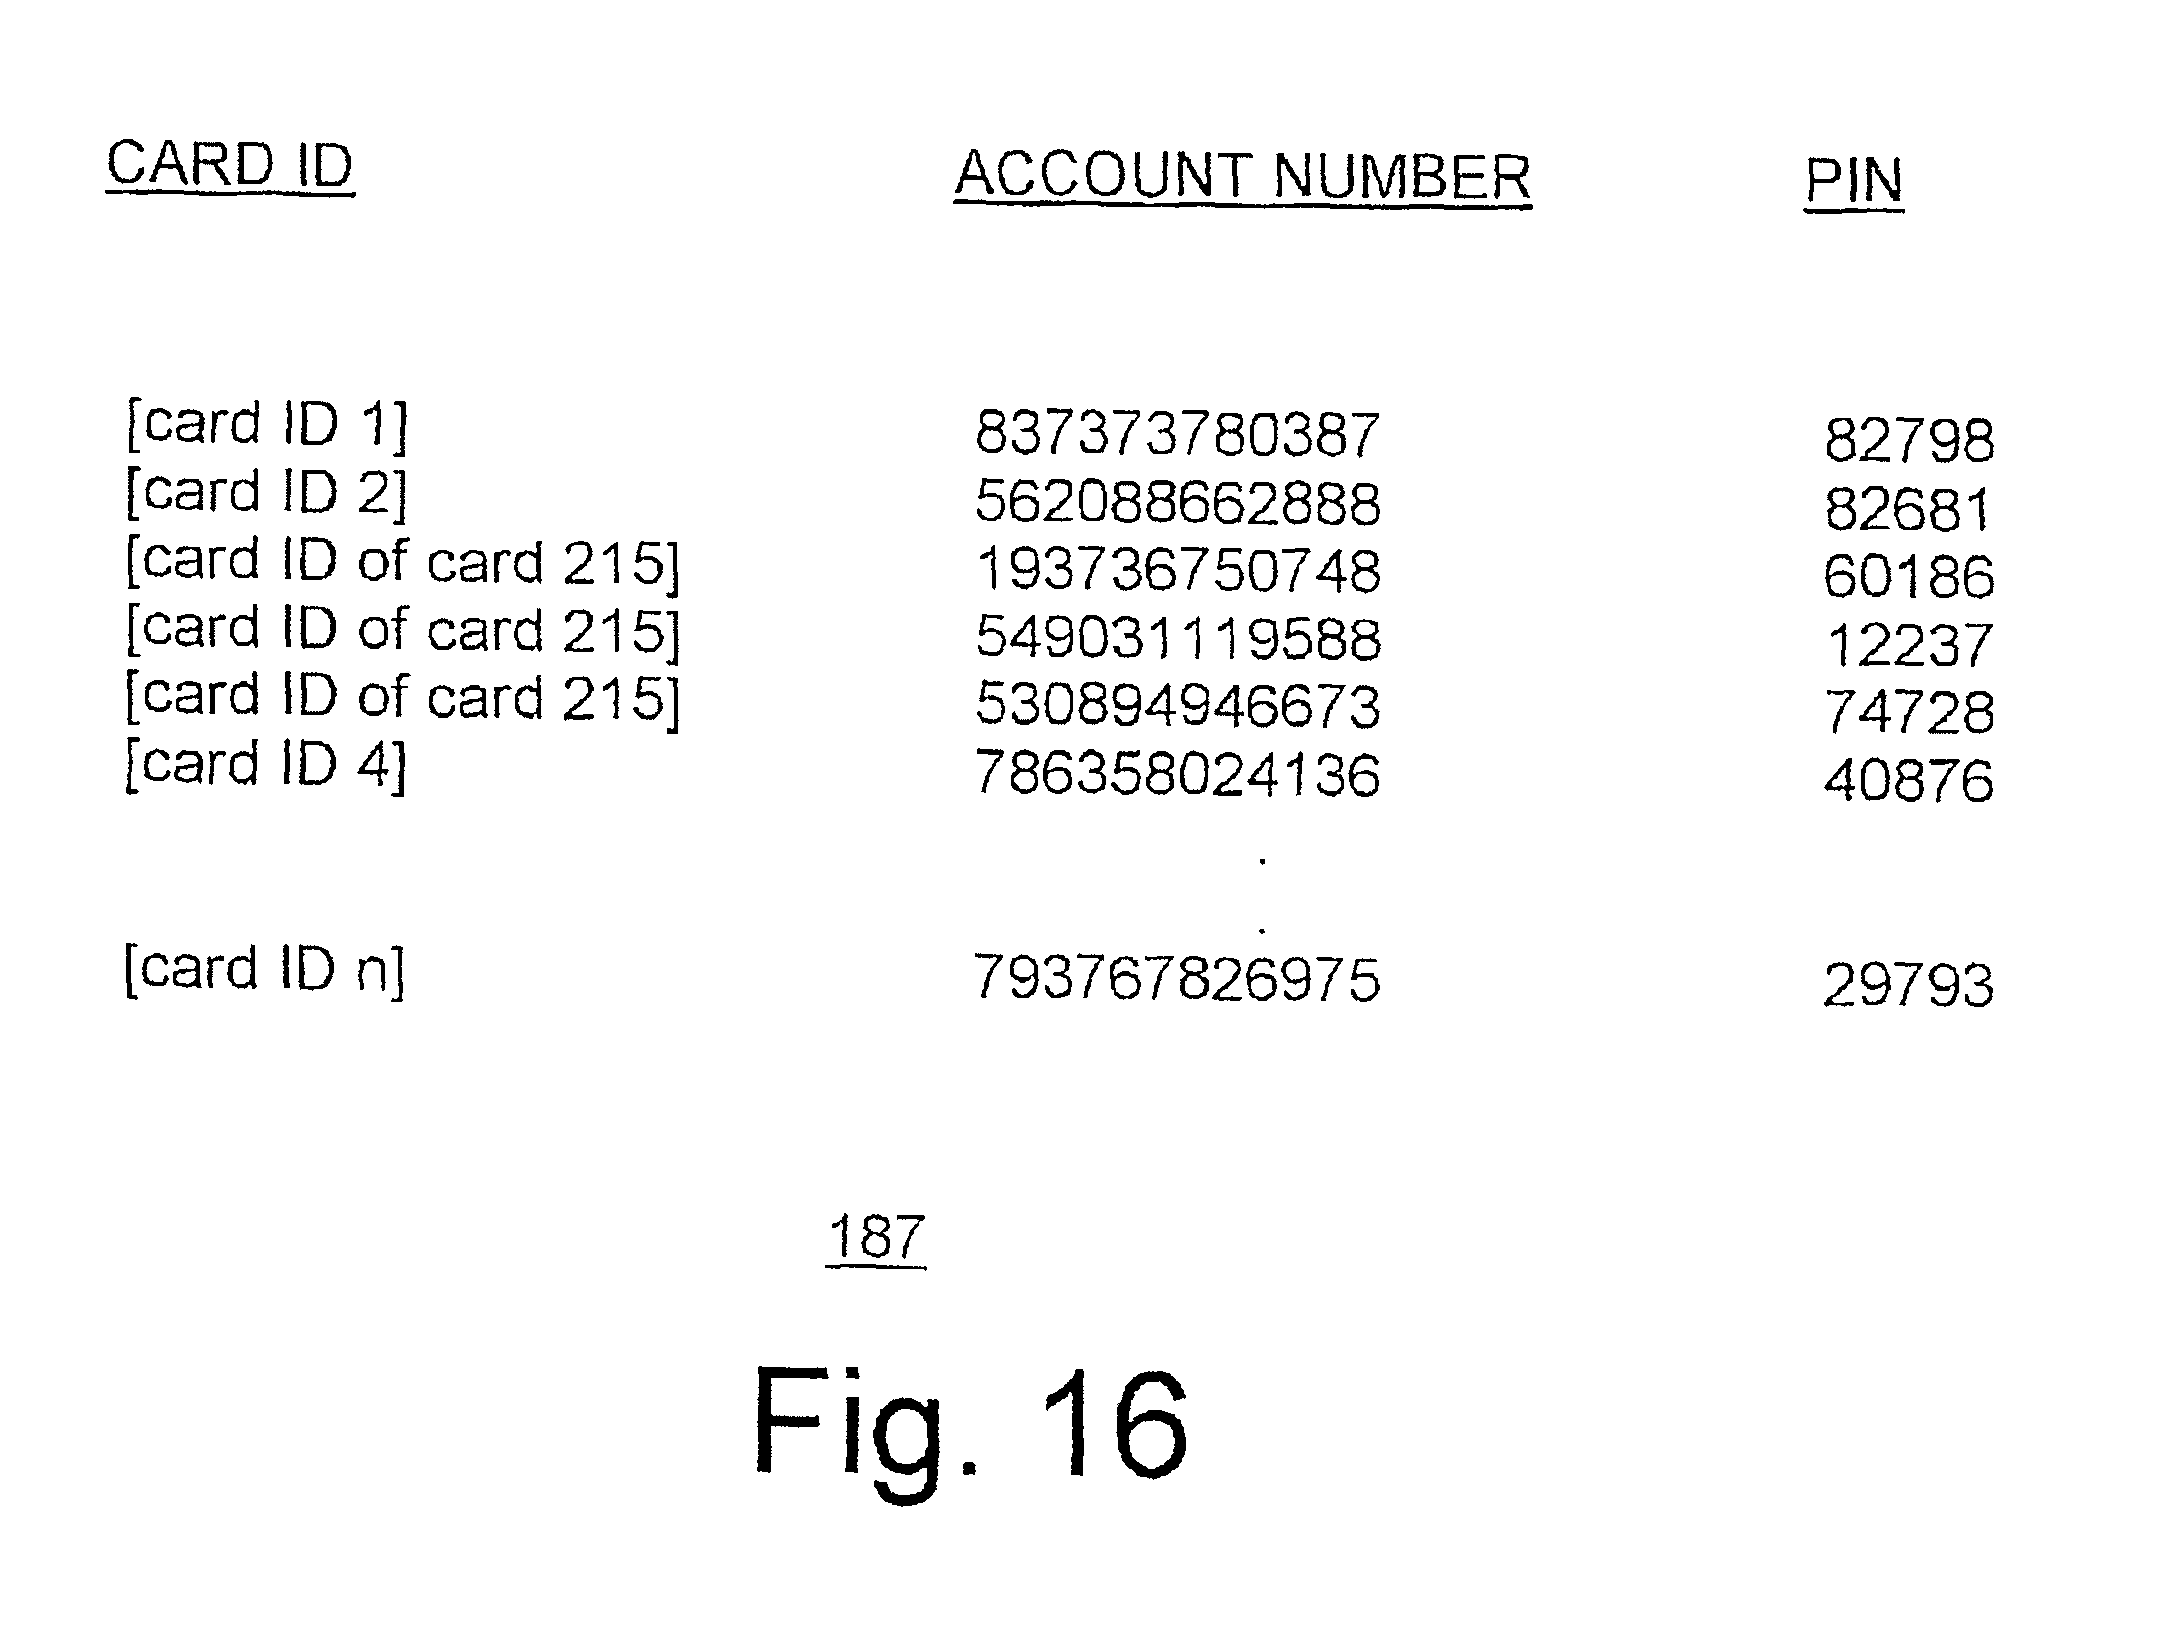 CARD ID ACCOUNT NUMBER PIN
[card ID 1] 837373780387 82798
[card ID 2] 562088662888 82681
[card ID of card 215] 193736750748 60186
[card ID of card 215] 549031119588 12237
[card ID of card 215] 530894946673 74728
[card ID 4] 786358024136 40876
.
.
[card ID n] 793767826975 29793
187
Fig. 16